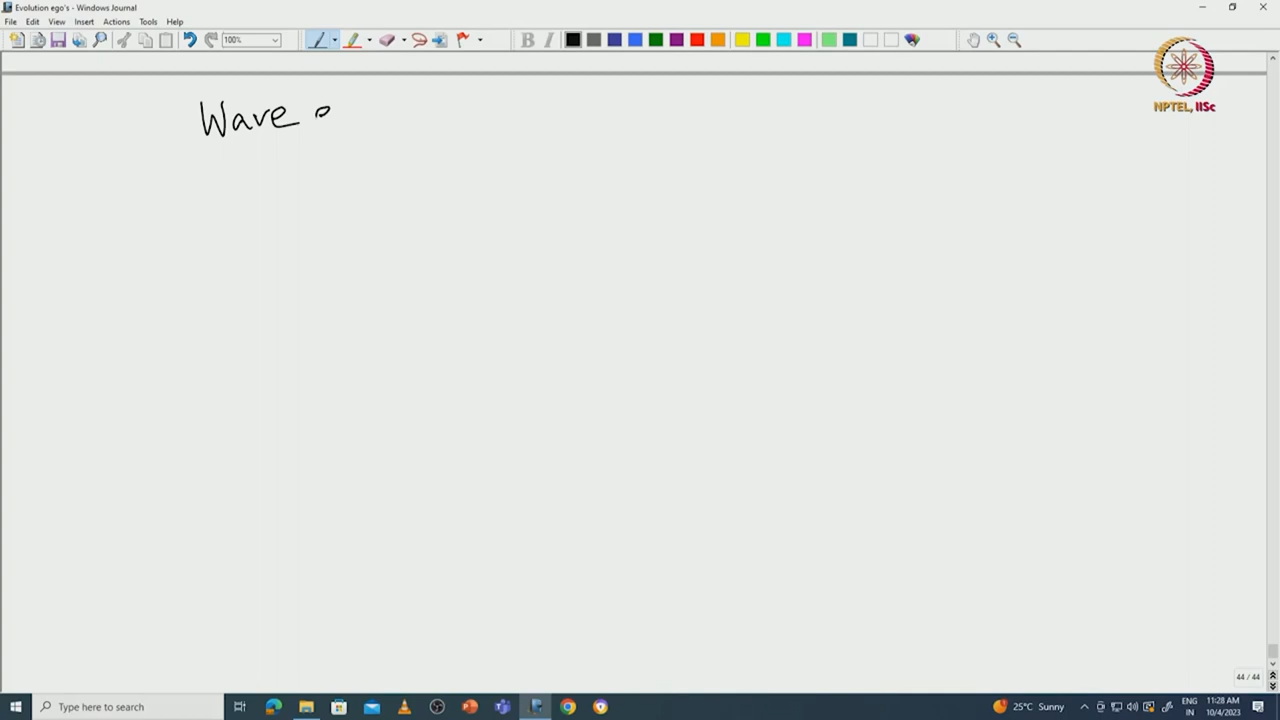 Evolution ego's - Windows Journal
File Edit View Insert Actions Tools Help
100%
B I
NPTEL, IISc
Wave
44 / 44
Type here to search
25°C Sunny
ENG
IN
11:28 AM
10/4/2023